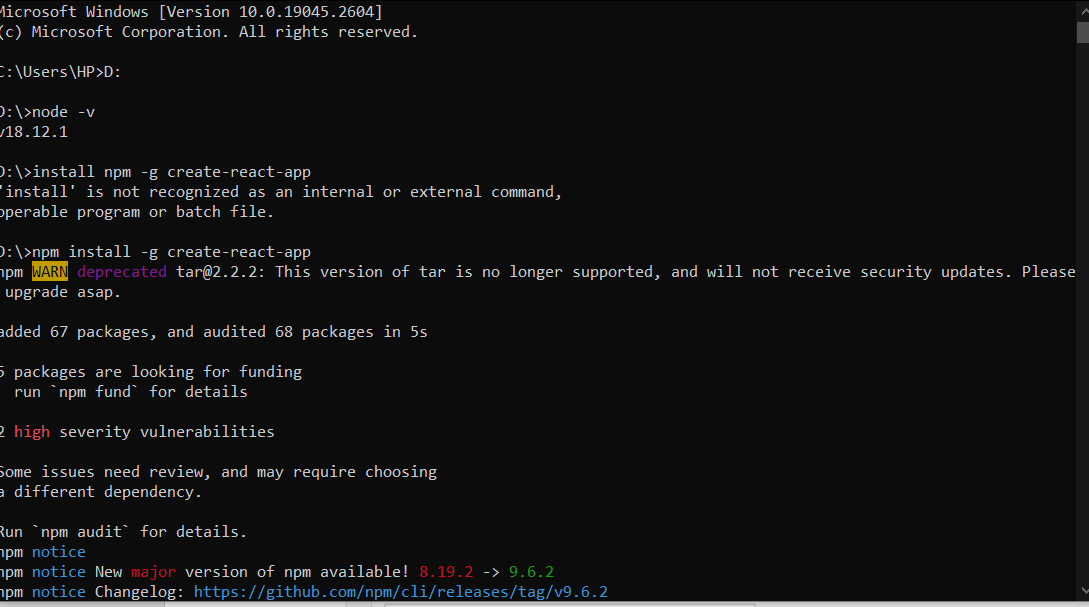 Microsoft Windows [Version 10.0.19045.2604]
(c) Microsoft Corporation. All rights reserved.
C:\Users\HP>D:
D:\>node -v
v18.12.1
D:\>install npm -g create-react-app
'install' is not recognized as an internal or external command,
operable program or batch file.
D:\>npm install -g create-react-app
npm WARN deprecated tar@2.2.2: This version of tar is no longer supported, and will not receive security updates. Please
upgrade asap.
added 67 packages, and audited 68 packages in 5s
5 packages are looking for funding
run `npm fund` for details
2 high severity vulnerabilities
Some issues need review, and may require choosing
a different dependency.
Run `npm audit` for details.
npm notice
npm notice New major version of npm available! 8.19.2 -> 9.6.2
npm notice Changelog: https://github.com/npm/cli/releases/tag/v9.6.2